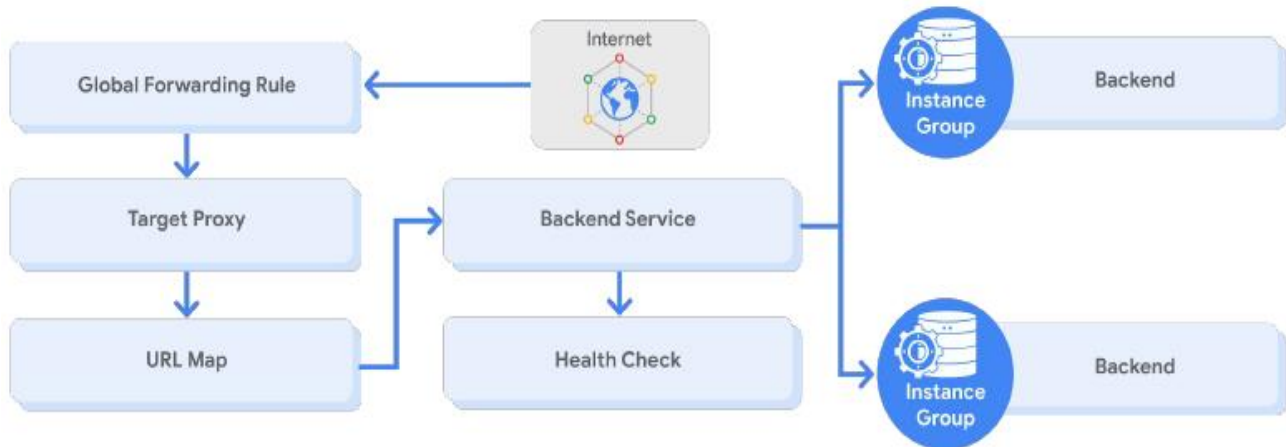 Internet
Global Forwarding Rule
Instance
Group
Backend
Target Proxy
Backend Service
URL Map
Health Check
Instance
Group
Backend